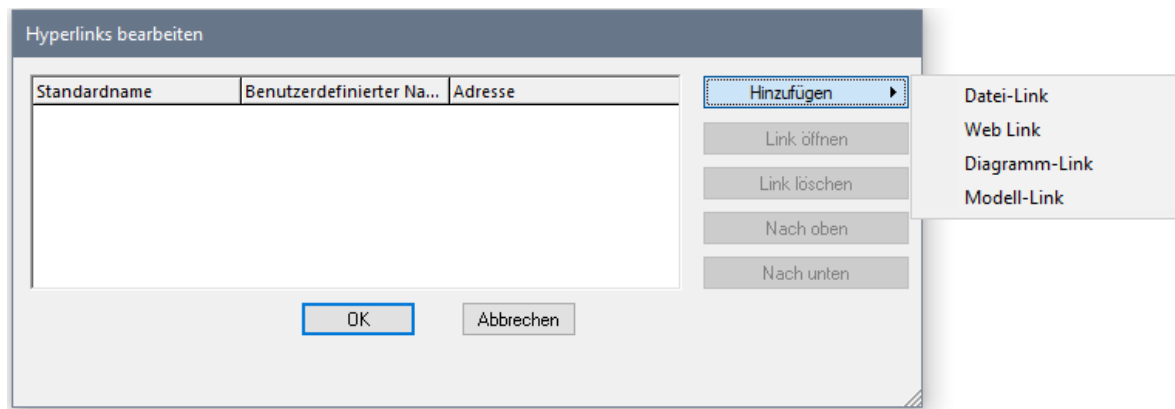 Hyperlinks bearbeiten
Standardname Benutzerdefinierter Na... Adresse
Hinzufügen
Link öffnen
Link löschen
Nach oben
Nach unten
Datei-Link
Web Link
Diagramm-Link
Modell-Link
OK Abbrechen